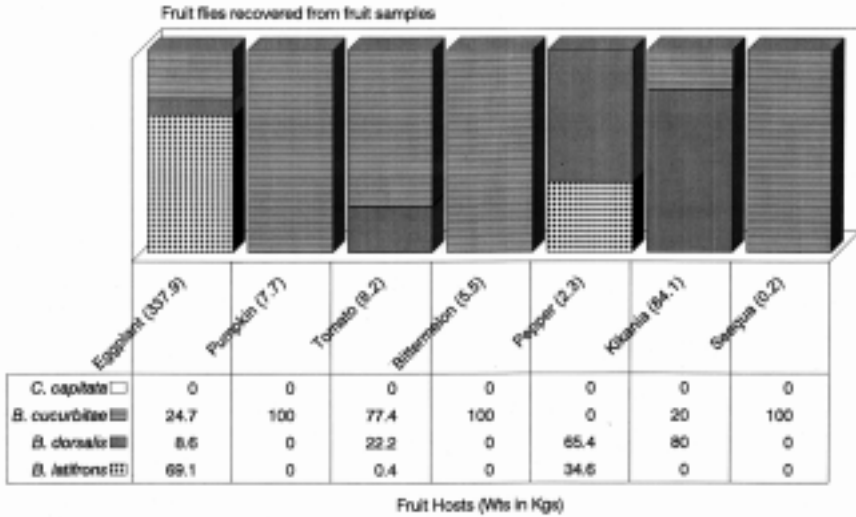 Fruit flies recovered from fruit samples
Eggplant (337.9)
Pumpkin (7.7)
Tomato (8.2)
Bittermelon (5.5)
Pepper (2.3)
Kikania (64.1)
(0.2)
C. capitata 0 0 0 0 0 0 0
B. cucurbitae 24.7 100 77.4 100 0 20 100
B. dorsalis 8.6 0 22.2 0 65.4 80 0
B. latifrons 69.1 0 0.4 0 34.6 0 0
Fruit Hosts (Wts in Kgs)